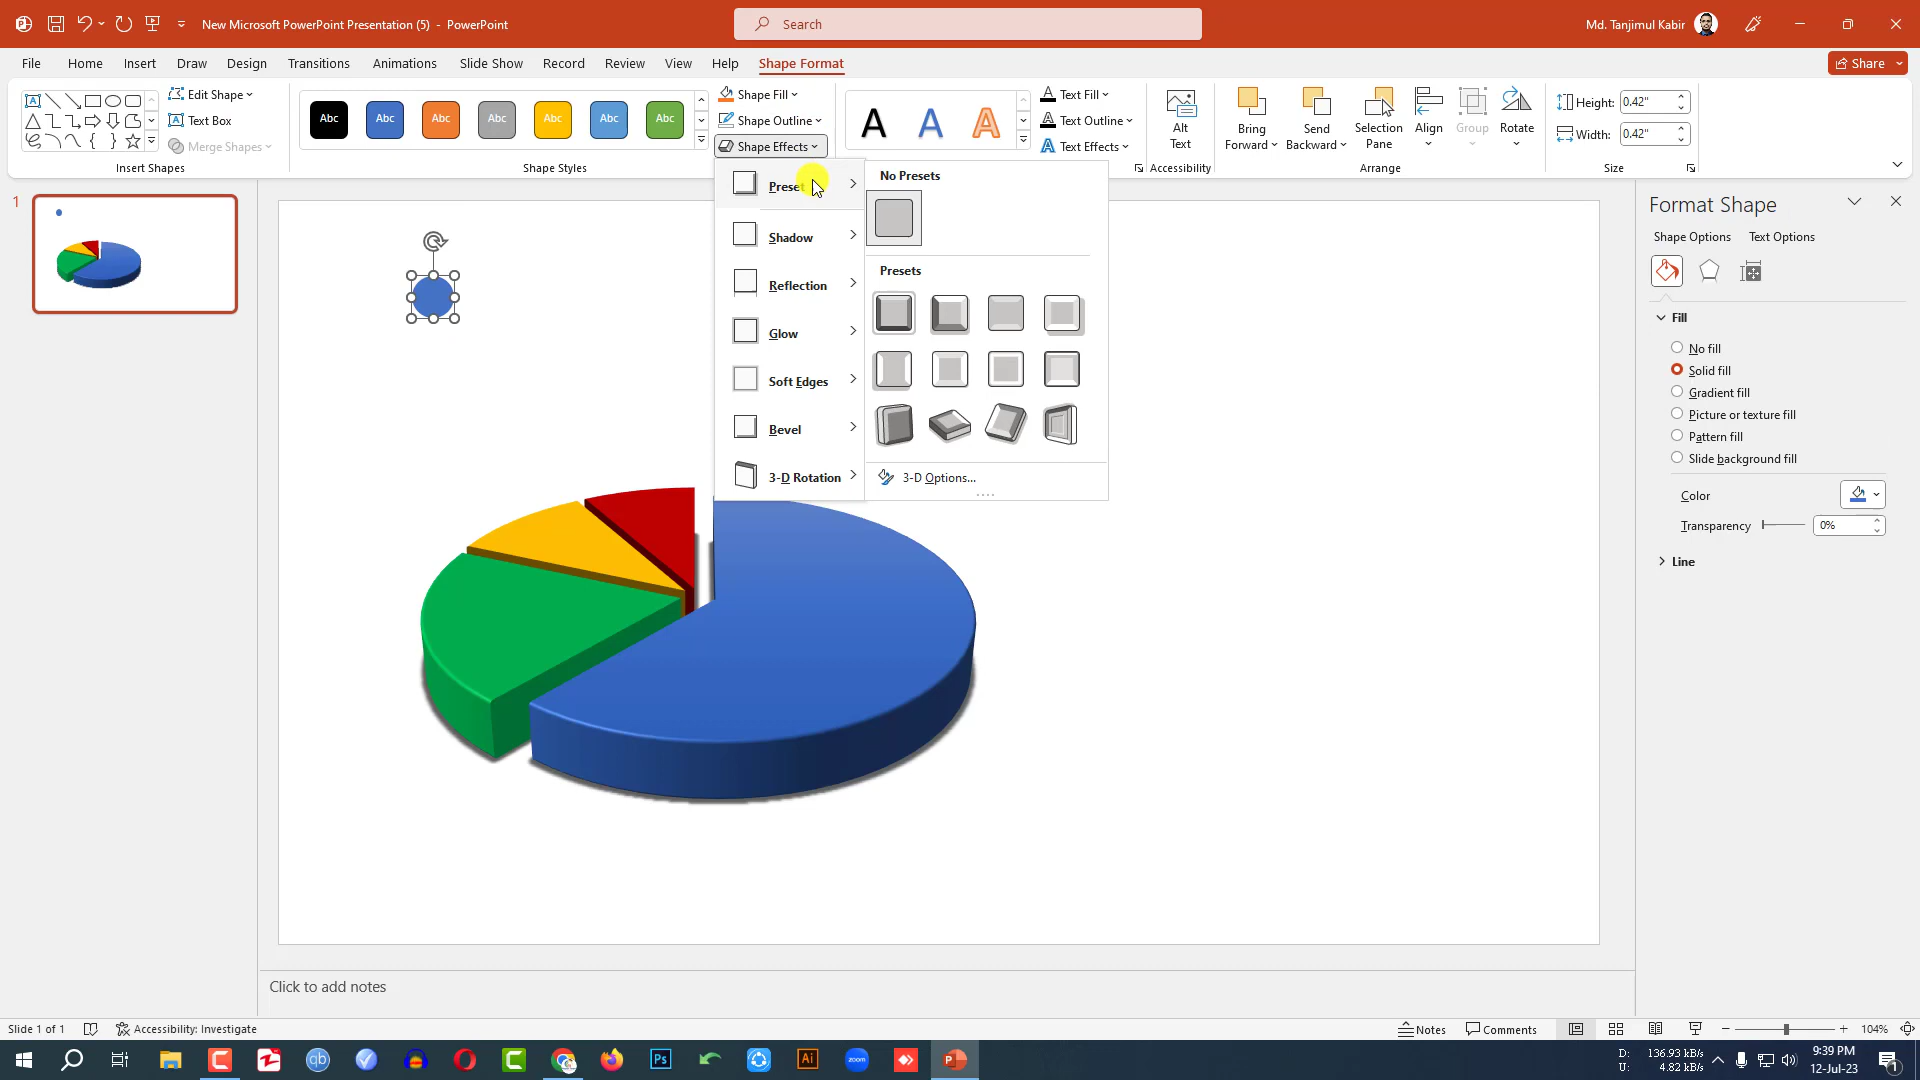 New Microsoft PowerPoint Presentation (5) - PowerPoint
Search
Md. Tanjimul Kabir
File Home Insert Draw Design Transitions Animations Slide Show Record Review View Help Shape Format
Share
Edit Shape
Text Box
Merge Shapes
Insert Shapes
Abc Abc Abc Abc Abc Abc Abc
Shape Styles
Shape Fill
Shape Outline
Shape Effects
A A A
Text Fill
Text Outline
Text Effects
Alt Text
Accessibility
Bring Forward
Send Backward
Selection Pane
Align
Group
Rotate
Arrange
Height: 0.42"
Width: 0.42"
Size
1
Preset
Shadow
Reflection
Glow
Soft Edges
Bevel
3-D Rotation
No Presets
Presets
3-D Options...
Format Shape
Shape Options Text Options
Fill
No fill
Solid fill
Gradient fill
Picture or texture fill
Pattern fill
Slide background fill
Color
Transparency 0%
Line
Click to add notes
Slide 1 of 1 Accessibility: Investigate
Notes Comments 104%
qb
Ps
Ai
zoom
P
D: 136.93 kB/s
U: 4.82 kB/s
9:39 PM
12-Jul-23
1